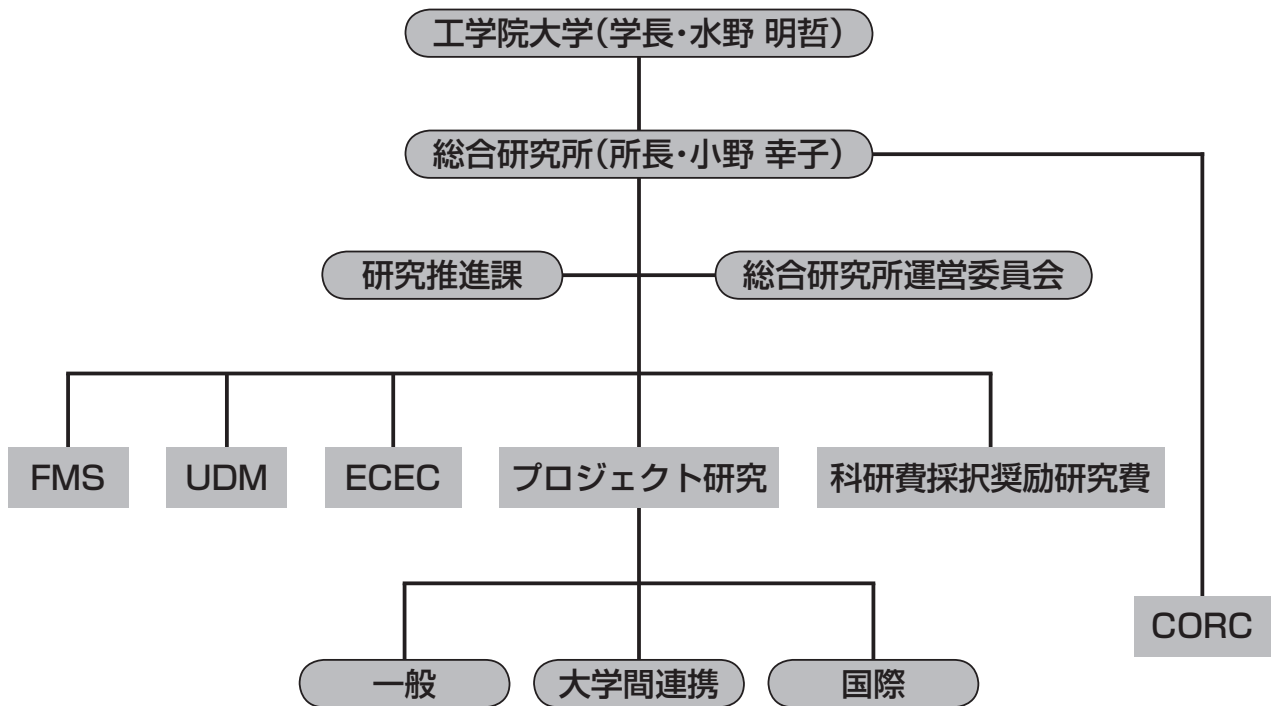 工学院大学(学長・水野 明哲)
総合研究所(所長・小野 幸子)
研究推進課
総合研究所運営委員会
FMS
UDM
ECEC
プロジェクト研究
科研費採択奨励研究費
CORC
一般
大学間連携
国際